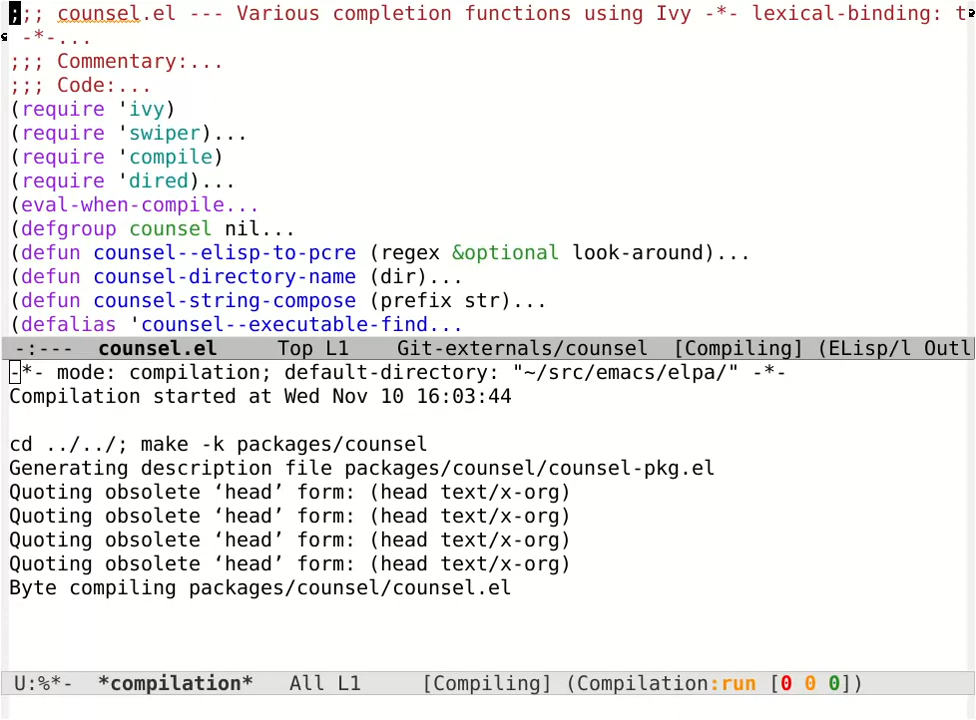 ;;; counsel.el --- Various completion functions using Ivy -*- lexical-binding: t
 -*-...
;;; Commentary:...
;;; Code:...
(require 'ivy)
(require 'swiper)...
(require 'compile)
(require 'dired)...
(eval-when-compile...
(defgroup counsel nil...
(defun counsel--elisp-to-pcre (regex &optional look-around)...
(defun counsel-directory-name (dir)...
(defun counsel-string-compose (prefix str)...
(defalias 'counsel--executable-find...
-:---  counsel.el     Top L1    Git-externals/counsel  [Compiling] (ELisp/l Outl
-*- mode: compilation; default-directory: "~/src/emacs/elpa/" -*-
Compilation started at Wed Nov 10 16:03:44
cd ../../; make -k packages/counsel
Generating description file packages/counsel/counsel-pkg.el
Quoting obsolete ‘head’ form: (head text/x-org)
Quoting obsolete ‘head’ form: (head text/x-org)
Quoting obsolete ‘head’ form: (head text/x-org)
Quoting obsolete ‘head’ form: (head text/x-org)
Byte compiling packages/counsel/counsel.el
U:%*-  *compilation*   All L1     [Compiling] (Compilation:run [0 0 0])